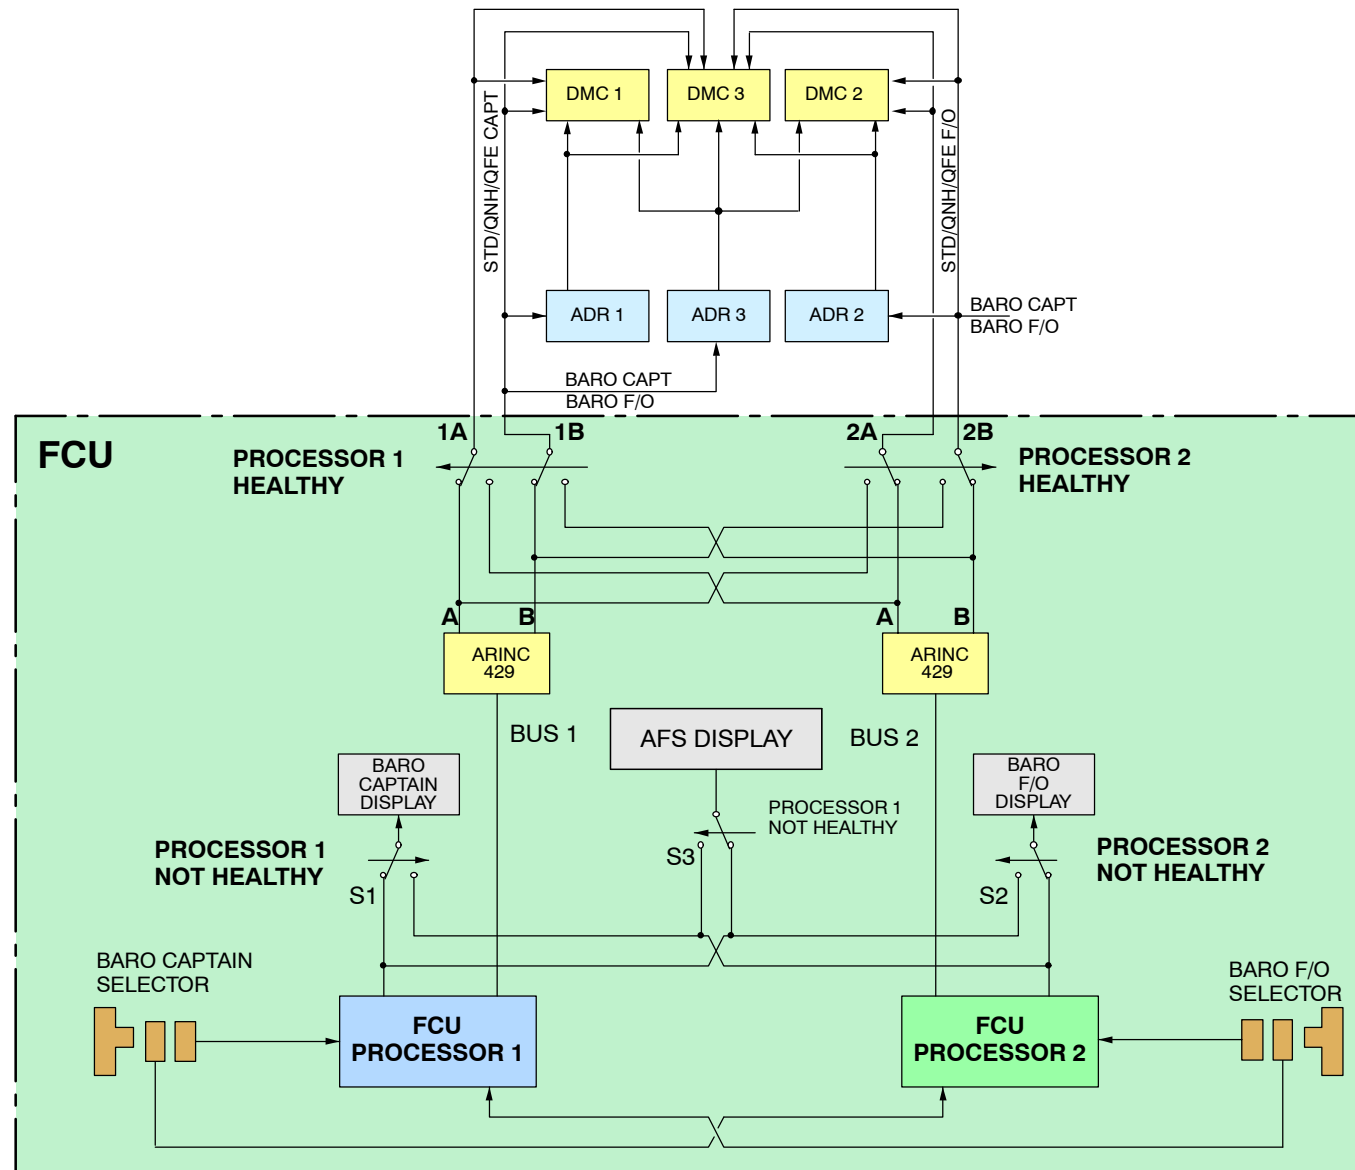 DMC 1
DMC 3
DMC 2
STD/QNH/QFE CAPT
STD/QNH/QFE F/O
ADR 1
ADR 3
ADR 2
BARO CAPT
BARO F/O
BARO CAPT
BARO F/O
1A
1B
2A
2B
FCU
PROCESSOR 1
HEALTHY
PROCESSOR 2
HEALTHY
A
B
A
B
ARINC
429
ARINC
429
BUS 1
AFS DISPLAY
BUS 2
BARO
CAPTAIN
DISPLAY
BARO
F/O
DISPLAY
PROCESSOR 1
NOT HEALTHY
PROCESSOR 1
NOT HEALTHY
PROCESSOR 2
NOT HEALTHY
S1
S3
S2
BARO CAPTAIN
SELECTOR
BARO F/O
SELECTOR
FCU
PROCESSOR 1
FCU
PROCESSOR 2